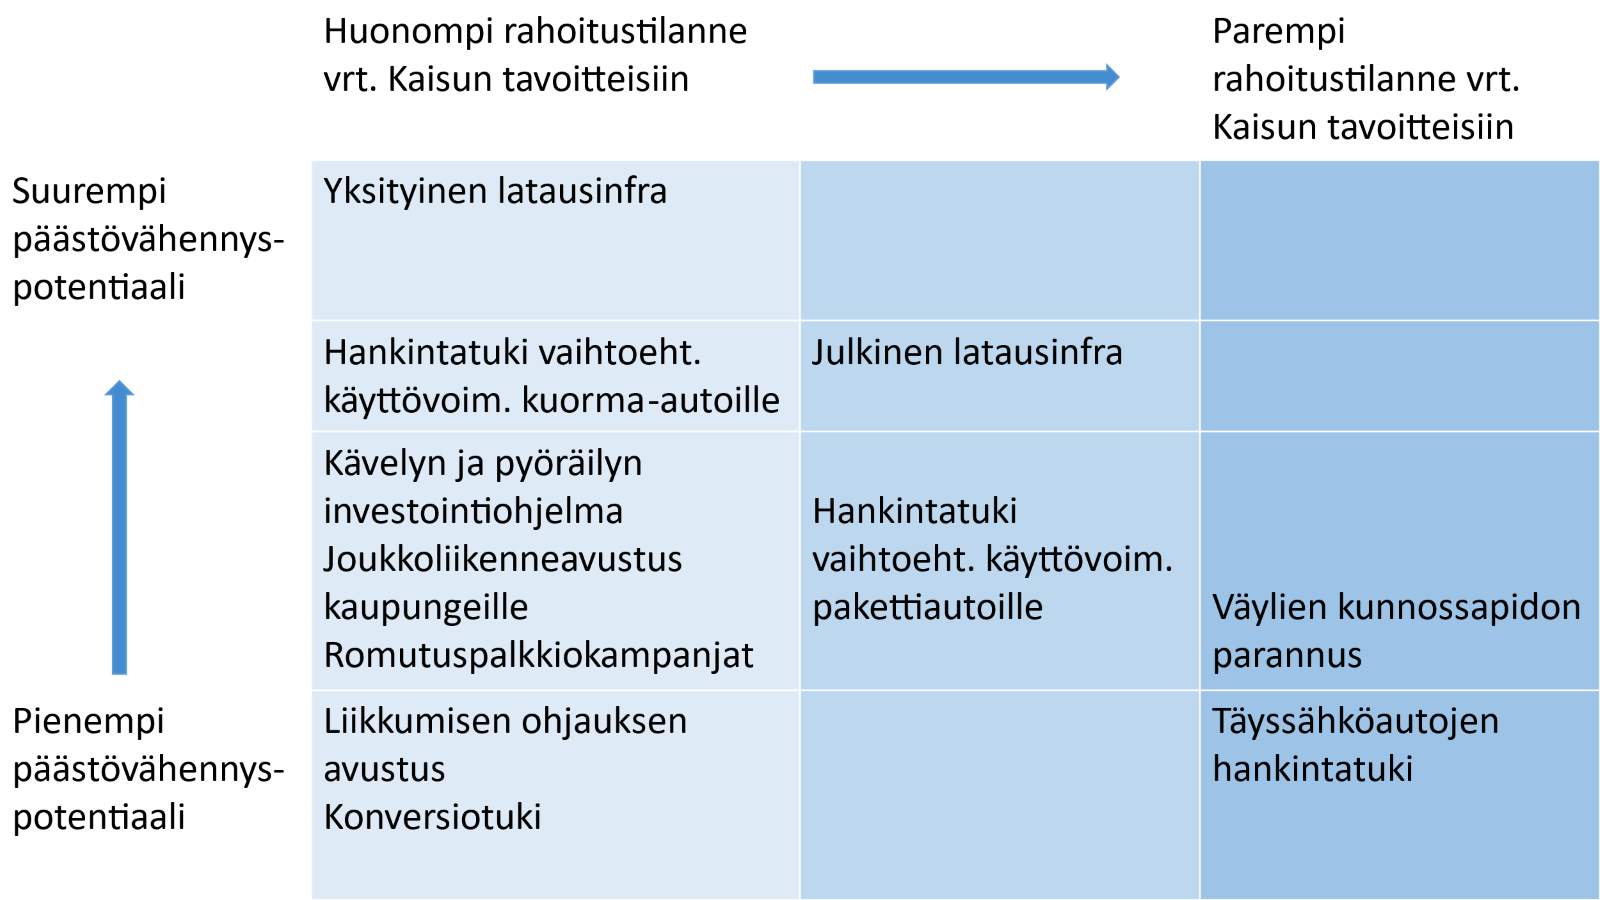 Huonompi rahoitustilanne
vrt. Kaisun tavoitteisiin
Parempi
rahoitustilanne vrt.
Kaisun tavoitteisiin
Suurempi
päästövähennys-
potentiaali
Yksityinen latausinfra
Hankintatuki vaihtoeht.
käyttövoim. kuorma-autoille
Julkinen latausinfra
Kävelyn ja pyöräilyn
investointiohjelma
Joukkoliikenneavustus
kaupungeille
Romutuspalkkiokampanjat
Hankintatuki
vaihtoeht. käyttövoim.
pakettiautoille
Väylien kunnossapidon
parannus
Pienempi
päästövähennys-
potentiaali
Liikkumisen ohjauksen
avustus
Konversiotuki
Täyssähköautojen
hankintatuki